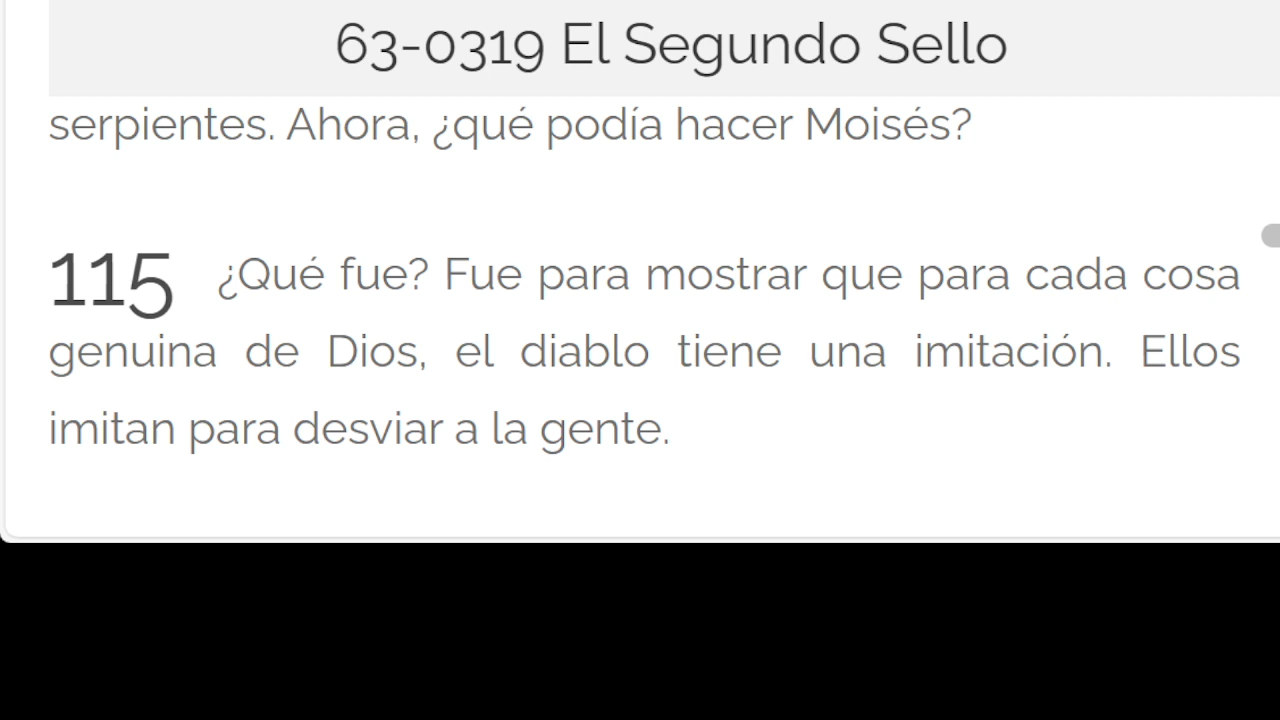 63-0319 El Segundo Sello
serpientes. Ahora, ¿qué podía hacer Moisés?
115 ¿Qué fue? Fue para mostrar que para cada cosa
genuina de Dios, el diablo tiene una imitación. Ellos
imitan para desviar a la gente.